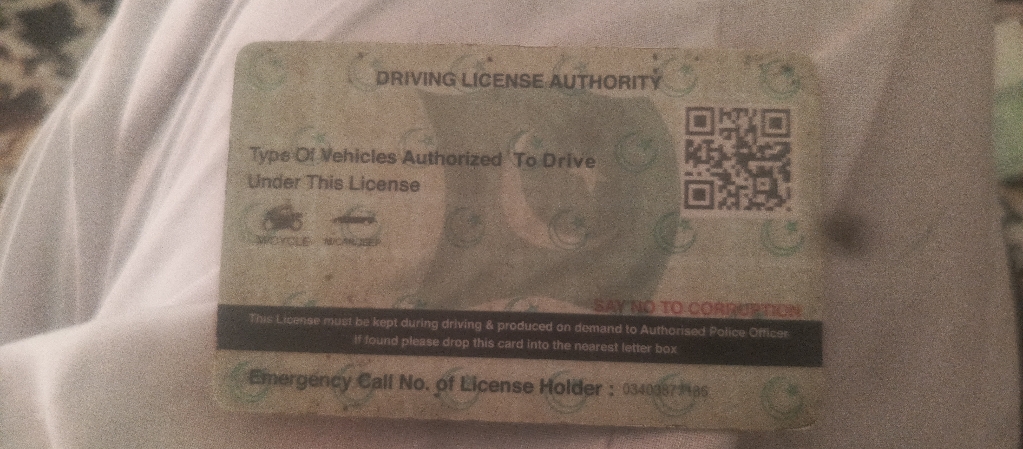 DRIVING LICENSE AUTHORITY
Type Of Vehicles Authorized To Drive
Under This License
M/CYCLE
SAY NO TO CORRUPTION
This License must be kept during driving & produced on demand to Authorised Police Officer.
If found please drop this card into the nearest letter box
Emergency Call No. of License Holder :